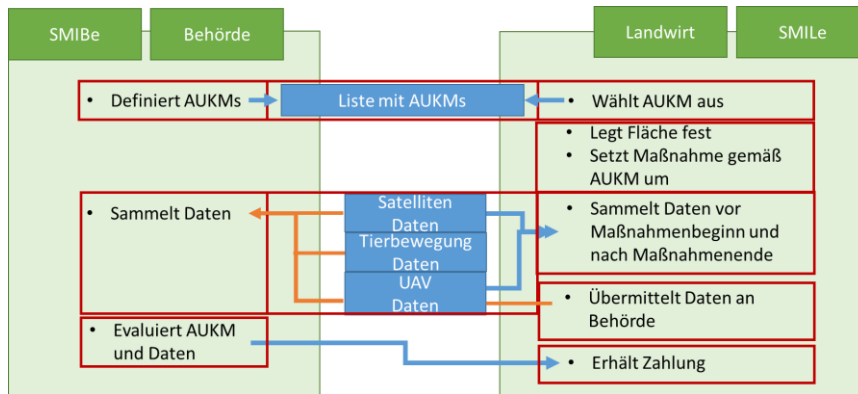 SMIBe
Behörde
Landwirt
SMILe
• Definiert AUKMs
Liste mit AUKMs
• Wählt AUKM aus
• Legt Fläche fest
• Setzt Maßnahme gemäß
AUKM um
• Sammelt Daten
Satelliten
Daten
Tierbewegung
Daten
UAV
Daten
• Sammelt Daten vor
Maßnahmenbeginn und
nach Maßnahmenende
• Übermittelt Daten an
Behörde
• Evaluiert AUKM
und Daten
• Erhält Zahlung